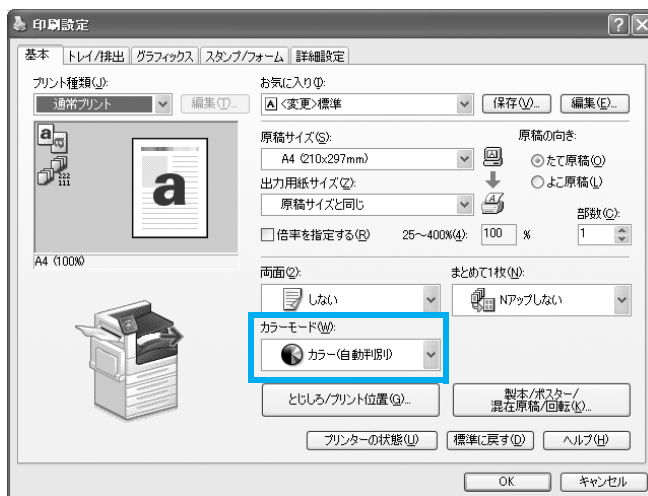 印刷設定
基本 トレイ/排出 グラフィックス スタンプ/フォーム 詳細設定
プリント種類(J):
通常プリント 編集(T)...
お気に入り(I):
A <変更>標準 保存(V)... 編集(E)...
原稿サイズ(S):
A4 (210x297mm)
原稿の向き:
たて原稿(O)
よこ原稿(L)
出力用紙サイズ(Z):
原稿サイズと同じ
部数(C):
倍率を指定する(R) 25～400%(4): 100 % 1
a
A4 (100%)
両面(2):
しない
まとめて1枚(N):
Nアップしない
カラーモード(W):
カラー(自動判別)
とじしろ/プリント位置(G)...
製本/ポスター/
混在原稿/回転(K)...
プリンターの状態(U) 標準に戻す(D) ヘルプ(H)
OK キャンセル